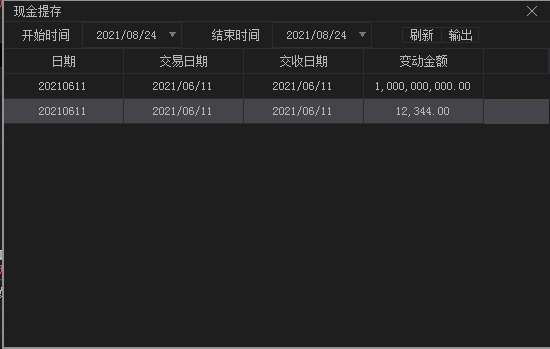 现金提存
开始时间 2021/08/24 结束时间 2021/08/24 刷新 输出
日期 交易日期 交收日期 变动金额
20210611 2021/06/11 2021/06/11 1,000,000,000.00
20210611 2021/06/11 2021/06/11 12,344.00